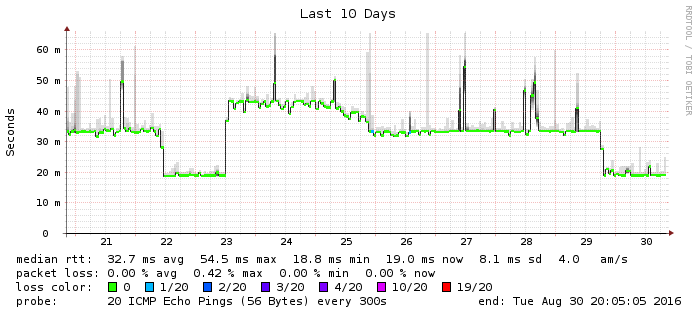 Last 10 Days
RRDTOOL / TOBI OETIKER
Seconds
60 m
50 m
40 m
30 m
20 m
10 m
0
21 22 23 24 25 26 27 28 29 30
median rtt: 32.7 ms avg 54.5 ms max 18.8 ms min 19.0 ms now 8.1 ms sd 4.0 am/s
packet loss: 0.00 % avg 0.42 % max 0.00 % min 0.00 % now
loss color: 0 1/20 2/20 3/20 4/20 10/20 19/20
probe: 20 ICMP Echo Pings (56 Bytes) every 300s end: Tue Aug 30 20:05:05 2016